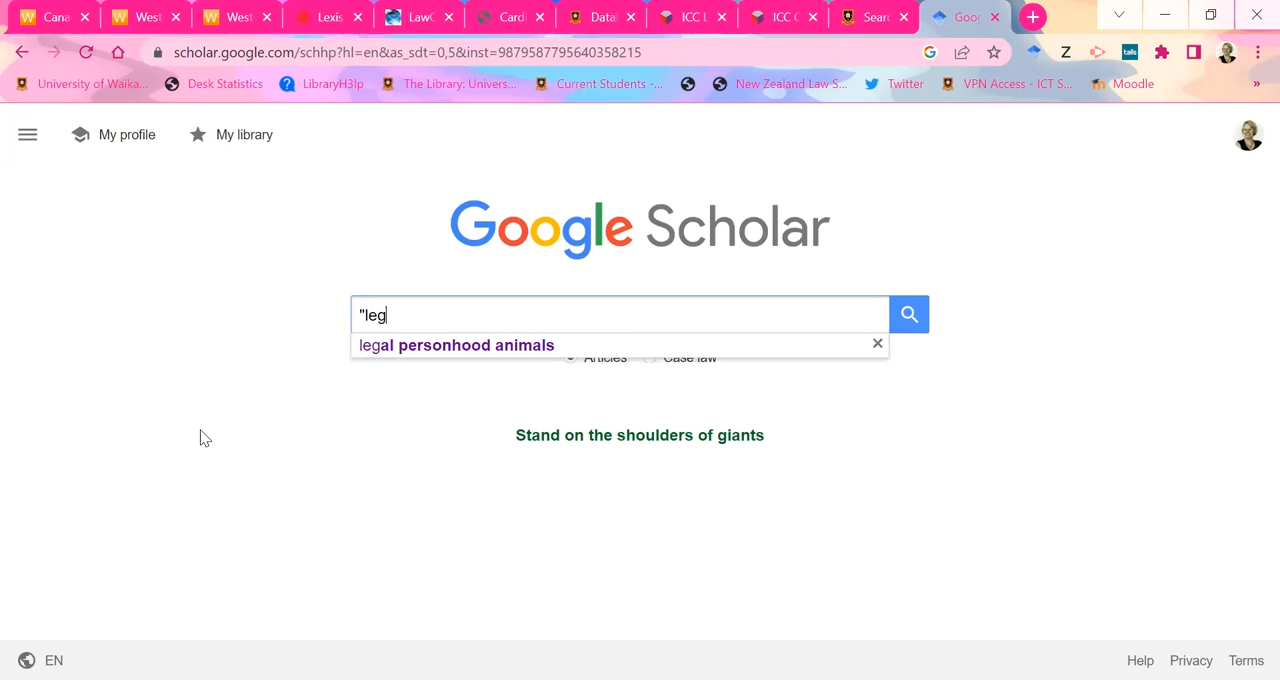 Cana
West
West
Lexis
LawC
Cardi
Data
ICC L
ICC C
Sear
Goog
scholar.google.com/schhp?hl=en&as_sdt=0,5&inst=9879587795640358215
University of Waika...
Desk Statistics
LibraryH3lp
The Library: Univers...
Current Students -...
New Zealand Law S...
Twitter
VPN Access - ICT S...
Moodle
»
My profile
My library
Google Scholar
"leg
legal personhood animals
Articles
Case law
Stand on the shoulders of giants
EN
Help
Privacy
Terms